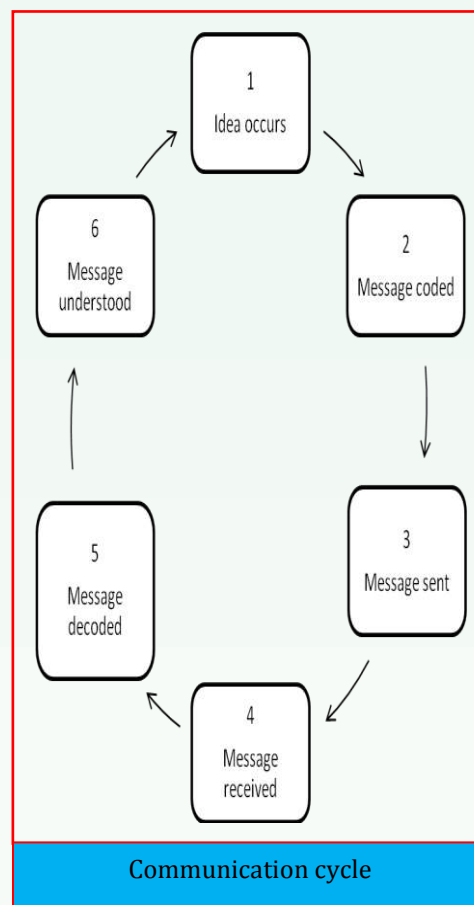 1
Idea occurs
2
Message coded
3
Message sent
4
Message
received
5
Message
decoded
6
Message
understood
Communication cycle